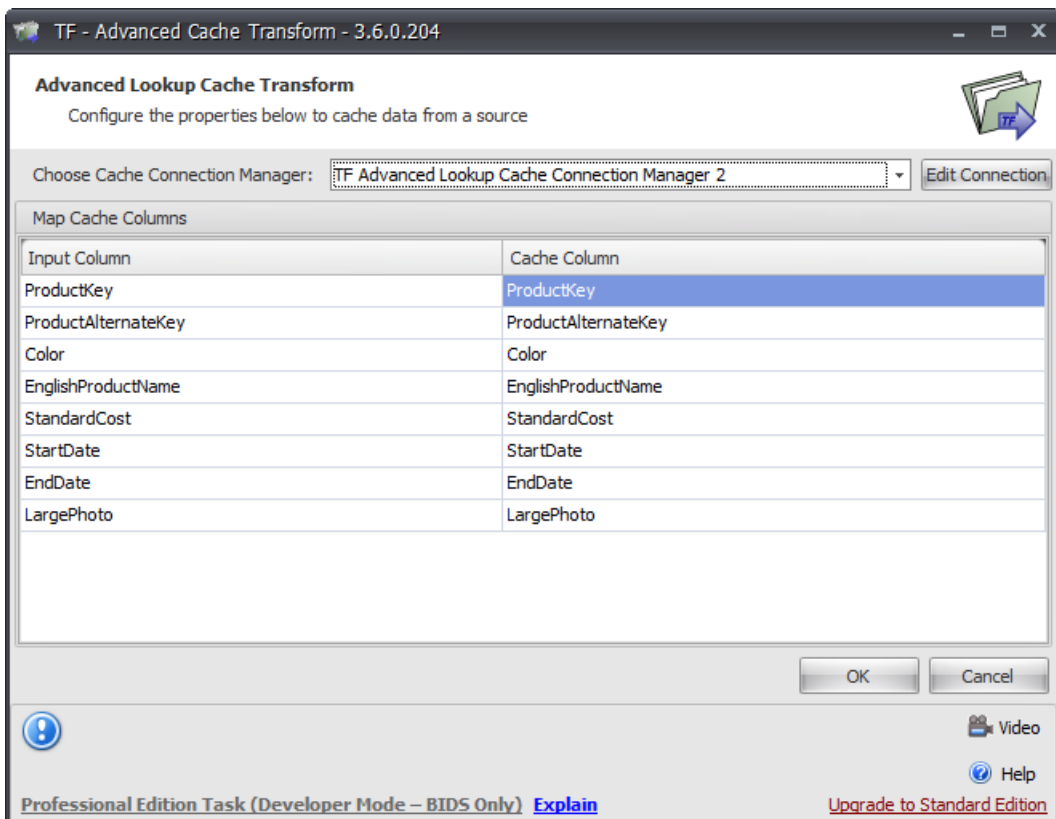 TF - Advanced Cache Transform - 3.6.0.204
Advanced Lookup Cache Transform
Configure the properties below to cache data from a source
TF
Choose Cache Connection Manager: TF Advanced Lookup Cache Connection Manager 2 Edit Connection
Map Cache Columns
Input Column Cache Column
ProductKey ProductKey
ProductAlternateKey ProductAlternateKey
Color Color
EnglishProductName EnglishProductName
StandardCost StandardCost
StartDate StartDate
EndDate EndDate
LargePhoto LargePhoto
OK Cancel
Video
Help
Professional Edition Task (Developer Mode – BIDS Only) Explain Upgrade to Standard Edition